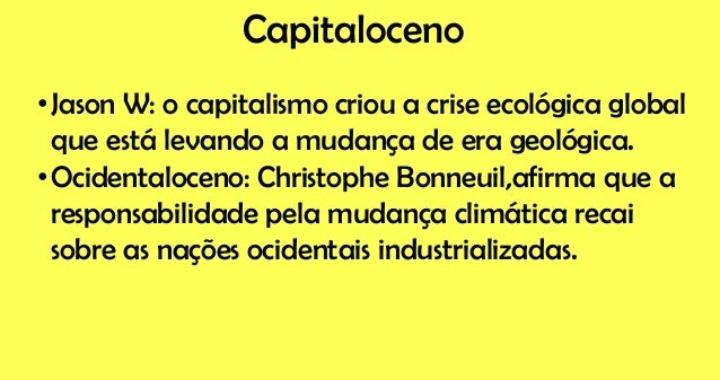 Capitaloceno
•Jason W: o capitalismo criou a crise ecológica global
que está levando a mudança de era geológica.
•Ocidentaloceno: Christophe Bonneuil,afirma que a
responsabilidade pela mudança climática recai
sobre as nações ocidentais industrializadas.